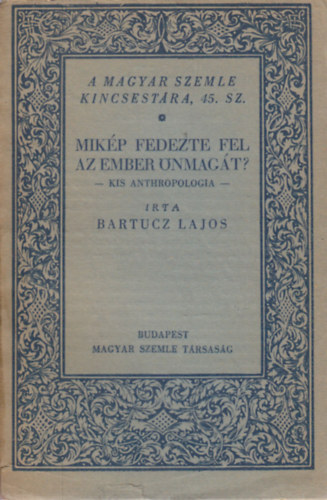 A MAGYAR SZEMLE
KINCSESTÁRA, 45. SZ.
MIKÉP FEDEZTE FEL
AZ EMBER ÖNMAGÁT?
— KIS ANTHROPOLOGIA —
IRTA
BARTUCZ LAJOS
BUDAPEST
MAGYAR SZEMLE TÁRSASÁG